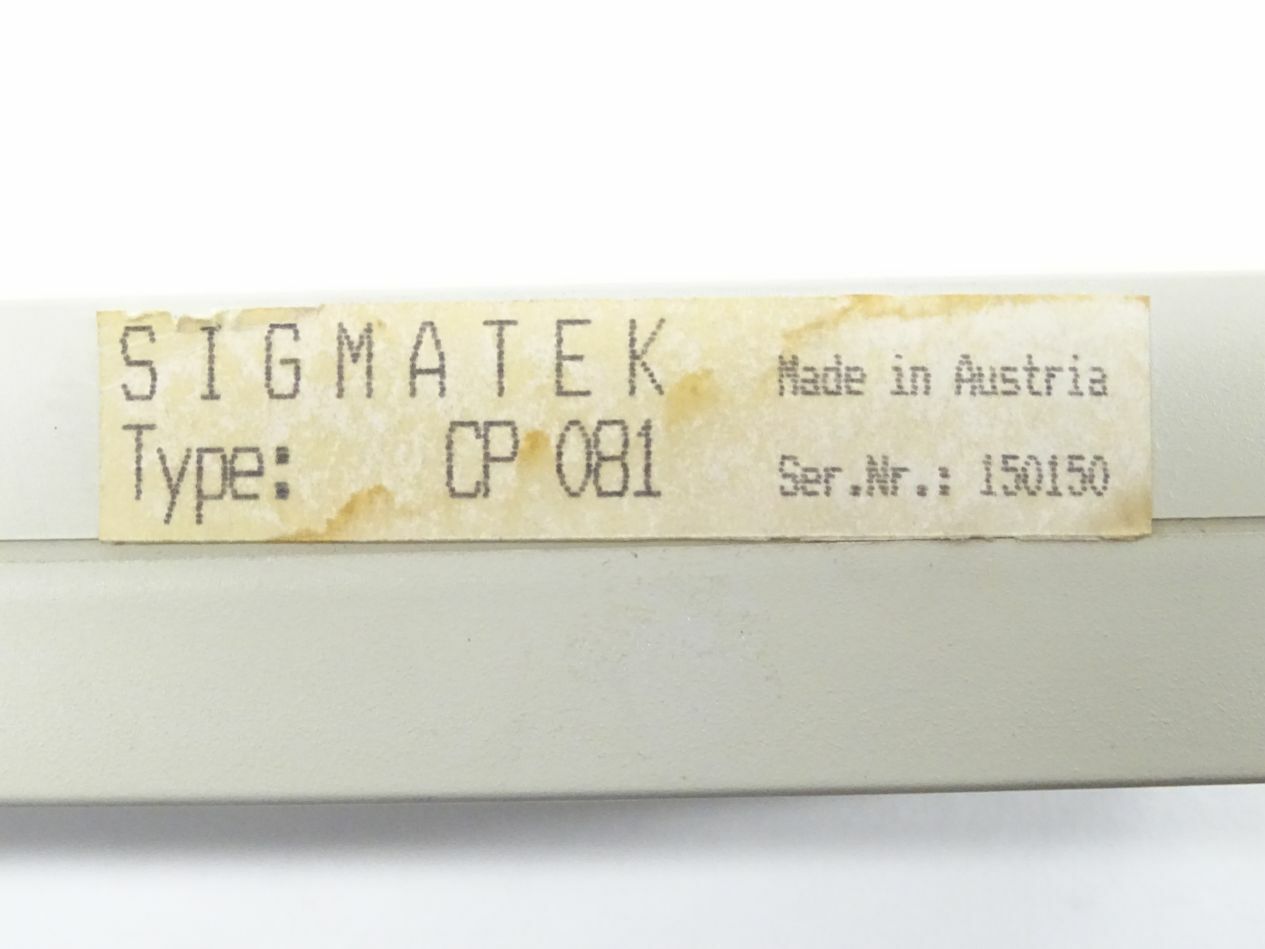 SIGMATEK
Made in Austria
Type: CP 081
Ser.Nr.: 150150